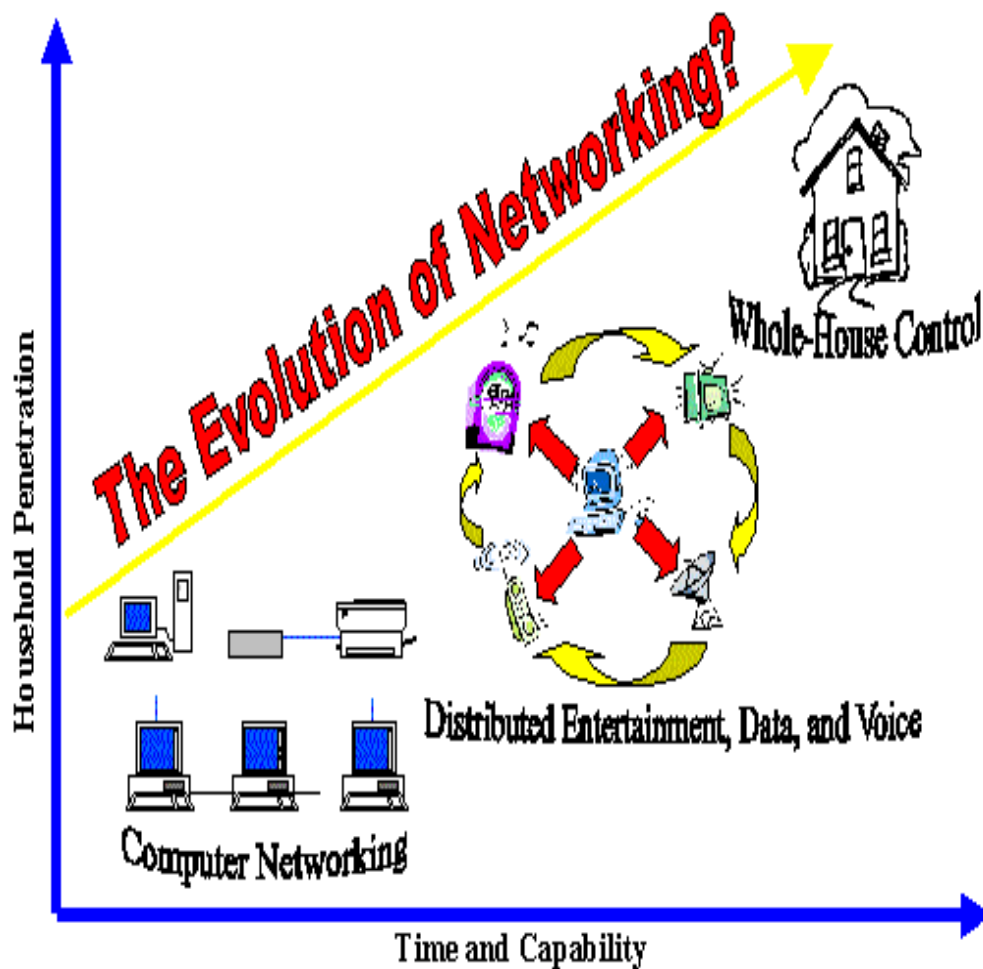 The Evolution of Networking?
Whole-House Control
Household Penetration
Distributed Entertainment, Data, and Voice
Computer Networking
Time and Capability